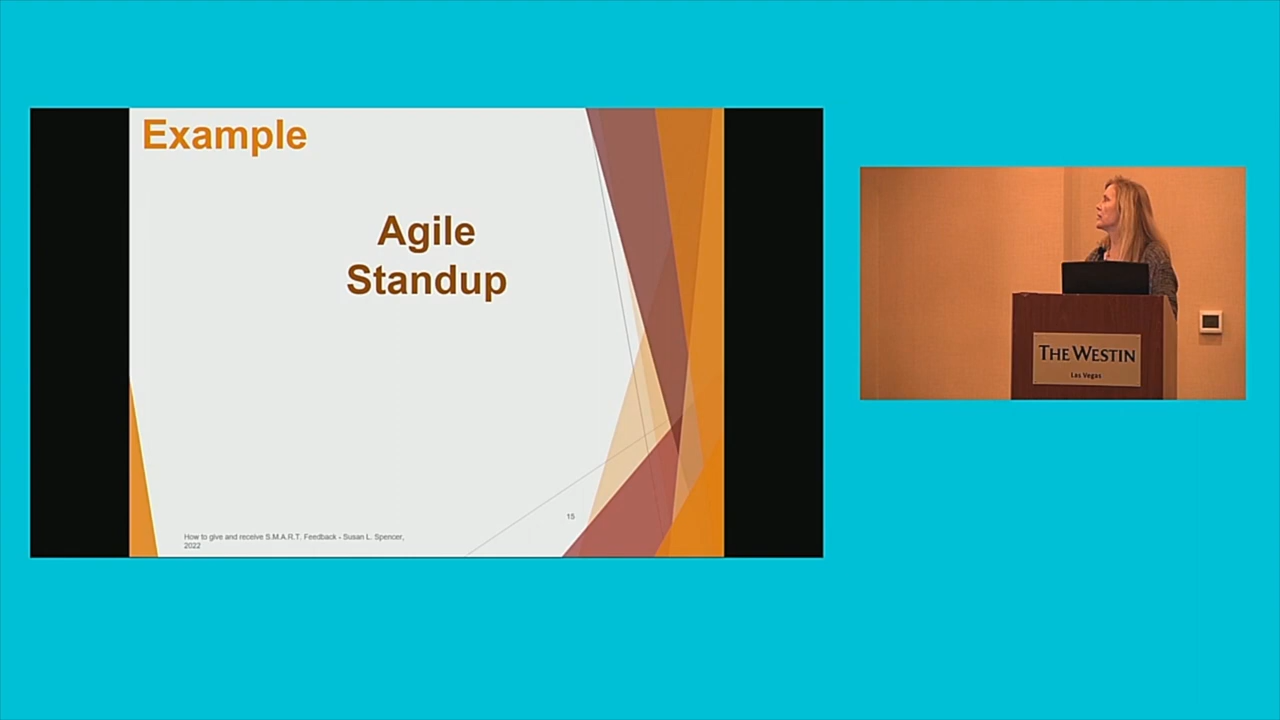 Example
Agile
Standup
15
How to give and receive S.M.A.R.T. Feedback - Susan L. Spencer,
2022
THE WESTIN
Las Vegas